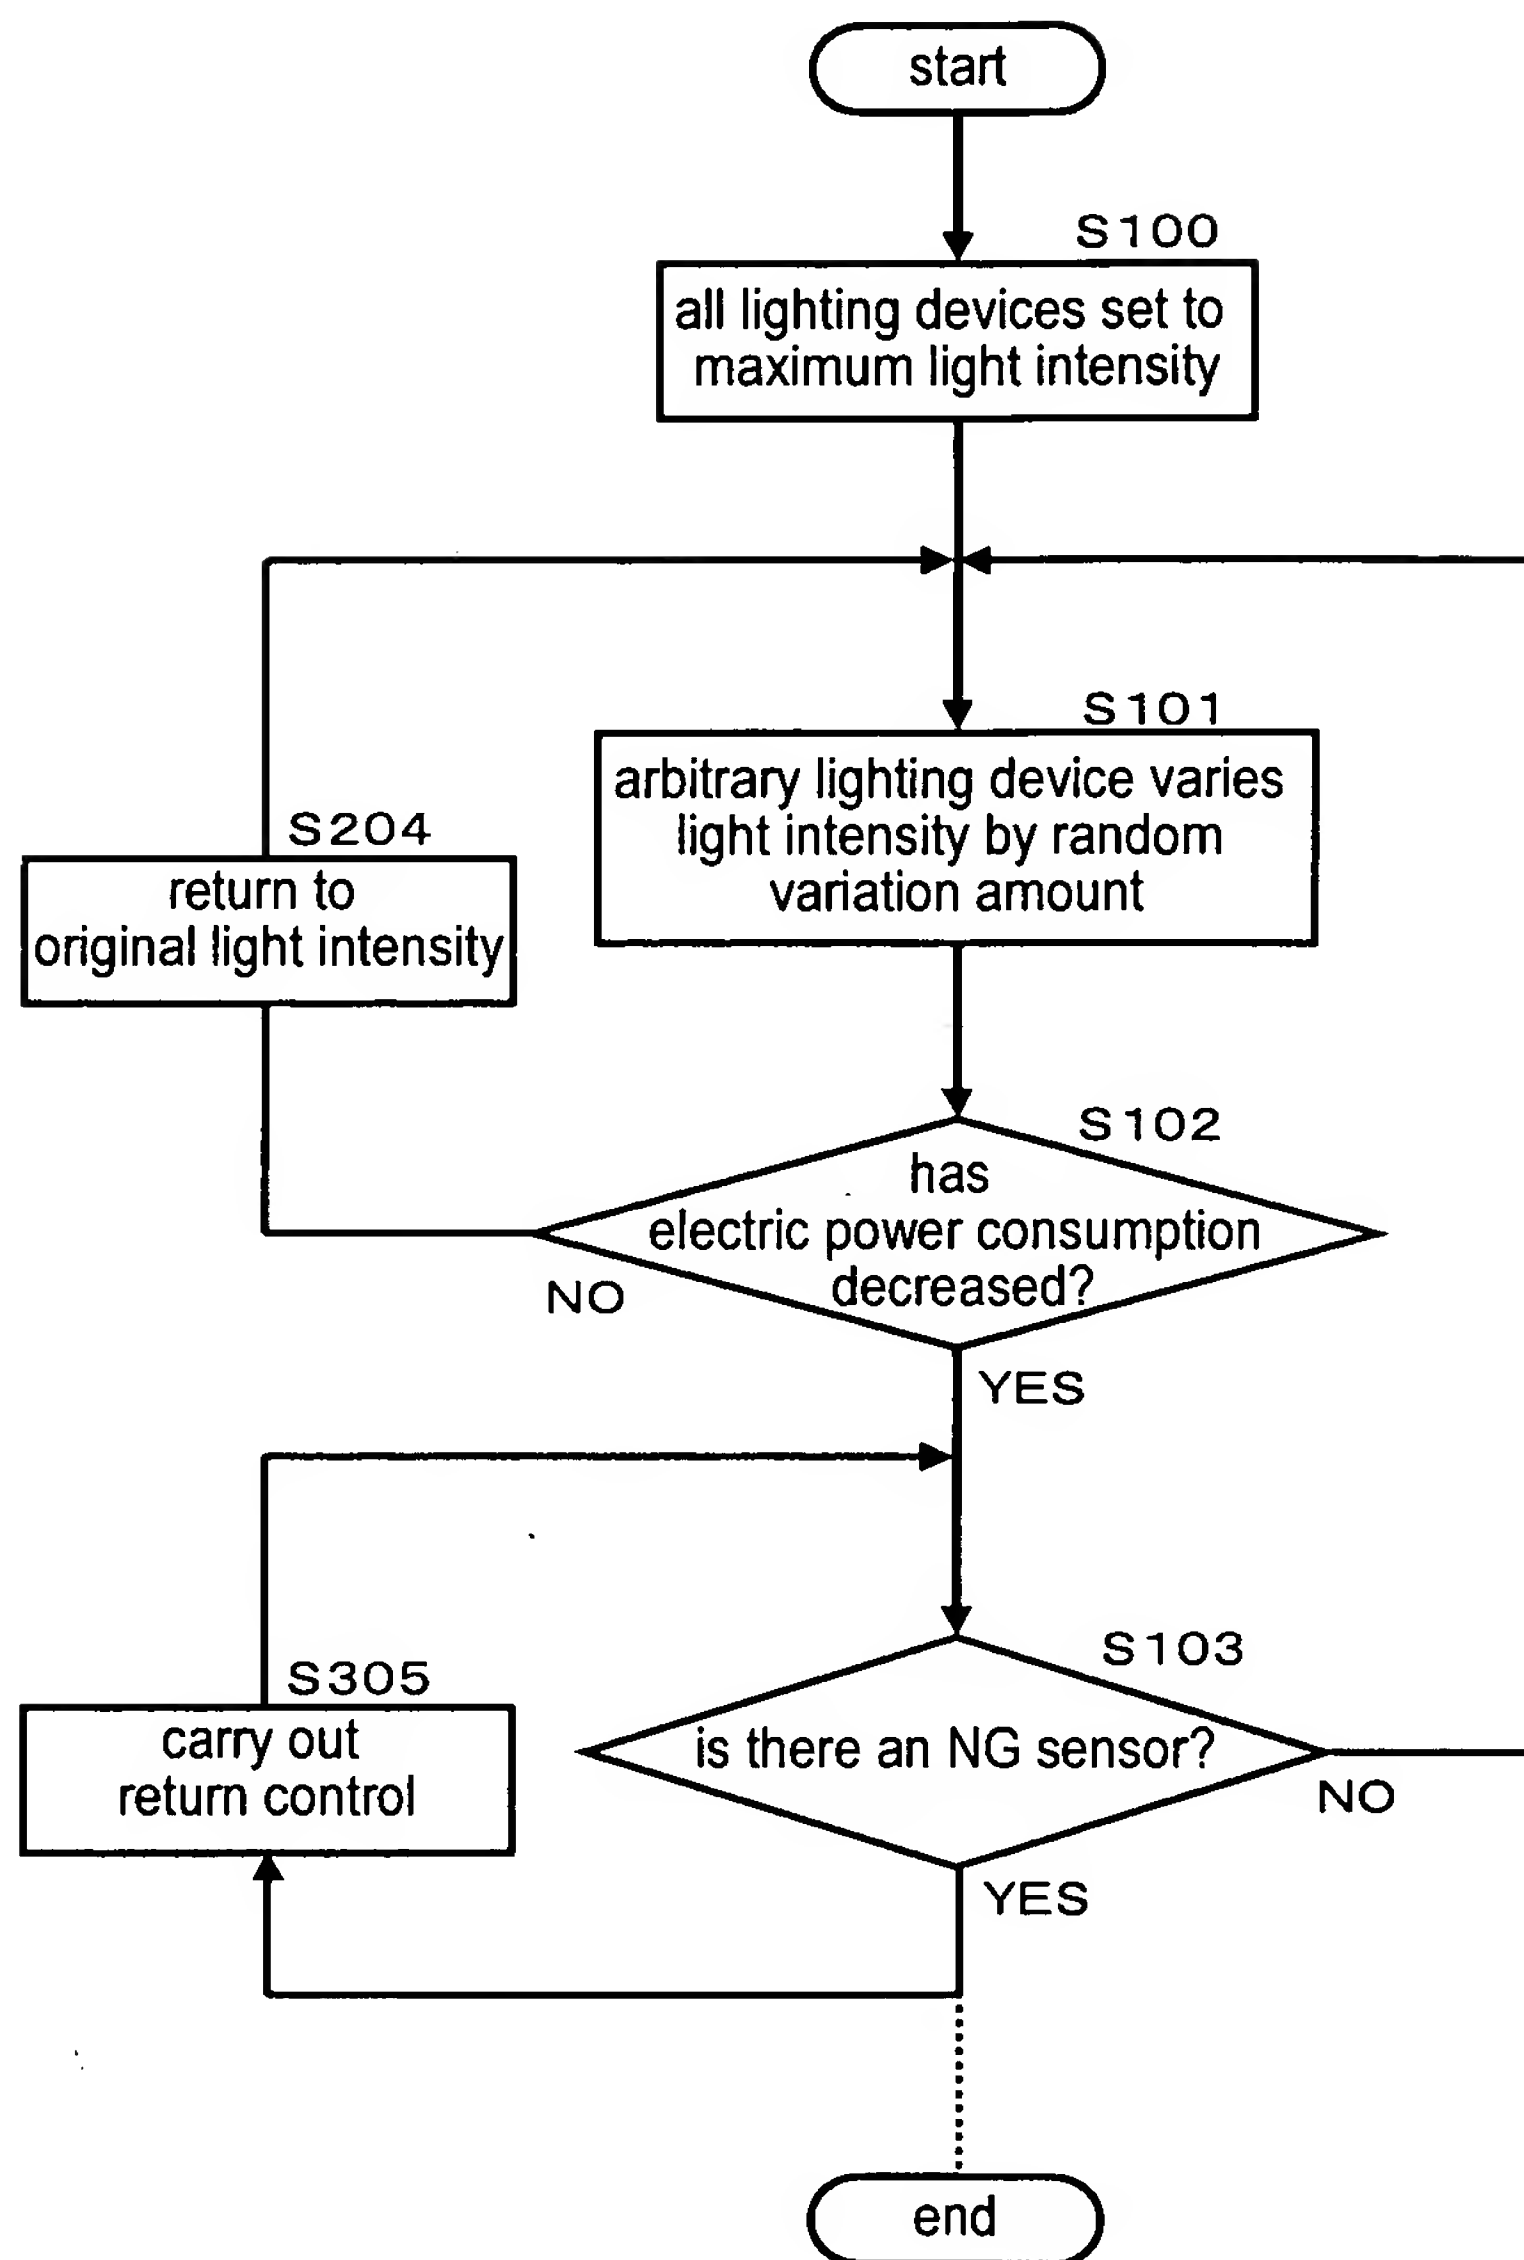 start
S100
all lighting devices set to
maximum light intensity
S101
arbitrary lighting device varies
light intensity by random
variation amount
S204
return to
original light intensity
S102
has
electric power consumption
decreased?
NO
YES
S103
is there an NG sensor?
NO
S305
carry out
return control
YES
end